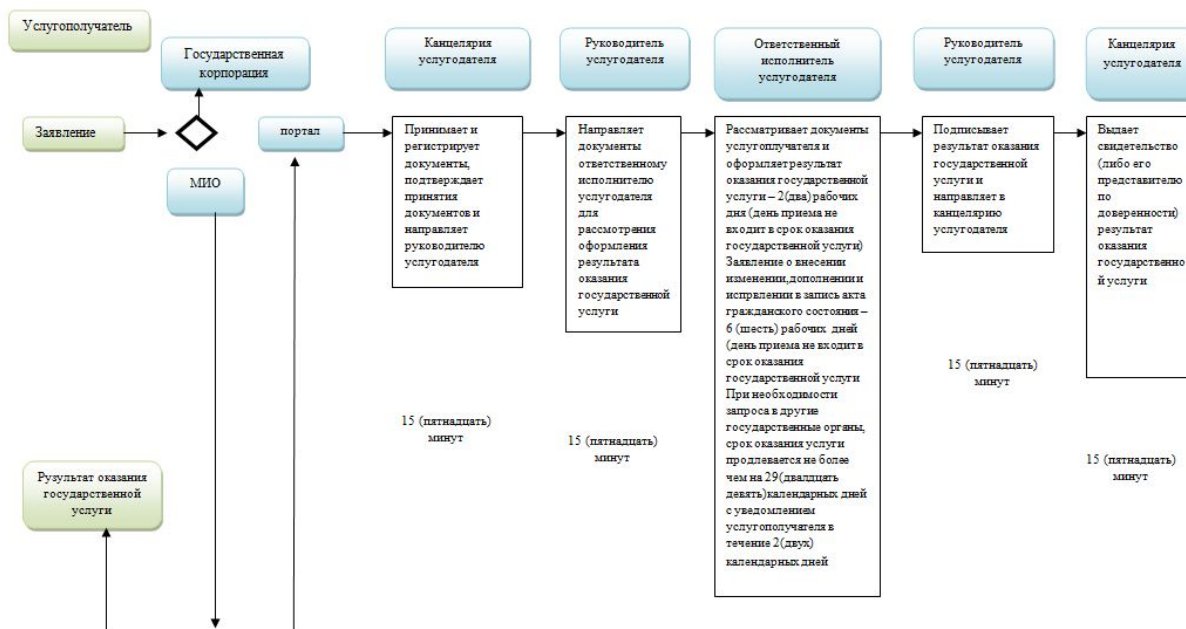 Услугополучатель
Государственная
корпорация
Канцелярия
услугодателя
Руководитель
услугодателя
Ответственный
исполнитель
услугодателя
Руководитель
услугодателя
Канцелярия
услугодателя
Заявление
портал
МИО
Принимает и
регистрирует
документы,
подтверждает
принятия
документов и
направляет
руководителю
услугодателя
Направляет
документы
ответственному
исполнителю
услугодателя
для
рассмотрения
оформления
результата
оказания
государственной
услуги
Рассматривает документы
услугоплучателя и
оформляет результат
оказания государственной
услуги – 2(два) рабочих
дня (день приема не
входит в срок оказания
государственной услуги)
Заявление о внесении
изменении, дополнении и
испрвлении в запись акта
гражданского состояния –
6 (шесть) рабочих дней
(день приема не входит в
срок оказания
государственной услуги
При необходимости
запроса в другие
государственные органы,
срок оказания услуги
продлевается не более
чем на 29(двалдцать
девять)календарных дней
с уведомлением
услугополучателя в
течение 2(двух)
календарных дней
Подписывает
результат оказания
государственной
услуги и
направляет в
канцелярию
услугодателя
Выдает
свидетельство
(либо его
представителю
по
доверенности)
результат
оказания
государственно
й услуги
15 (пятнадцать)
минут
15 (пятнадцать)
минут
15 (пятнадцать)
минут
15 (пятнадцать)
минут
Рузультат оказания
государственной
услуги